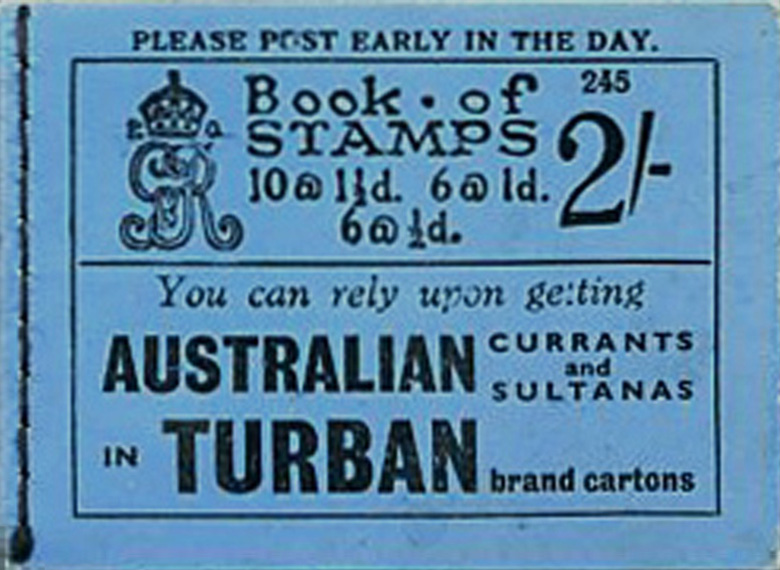 PLEASE POST EARLY IN THE DAY.
GR
Book · of
STAMPS
245
2/-
10@1½d. 6@1d.
6@½d.
You can rely upon getting
AUSTRALIAN CURRANTS
and
SULTANAS
IN TURBAN brand cartons